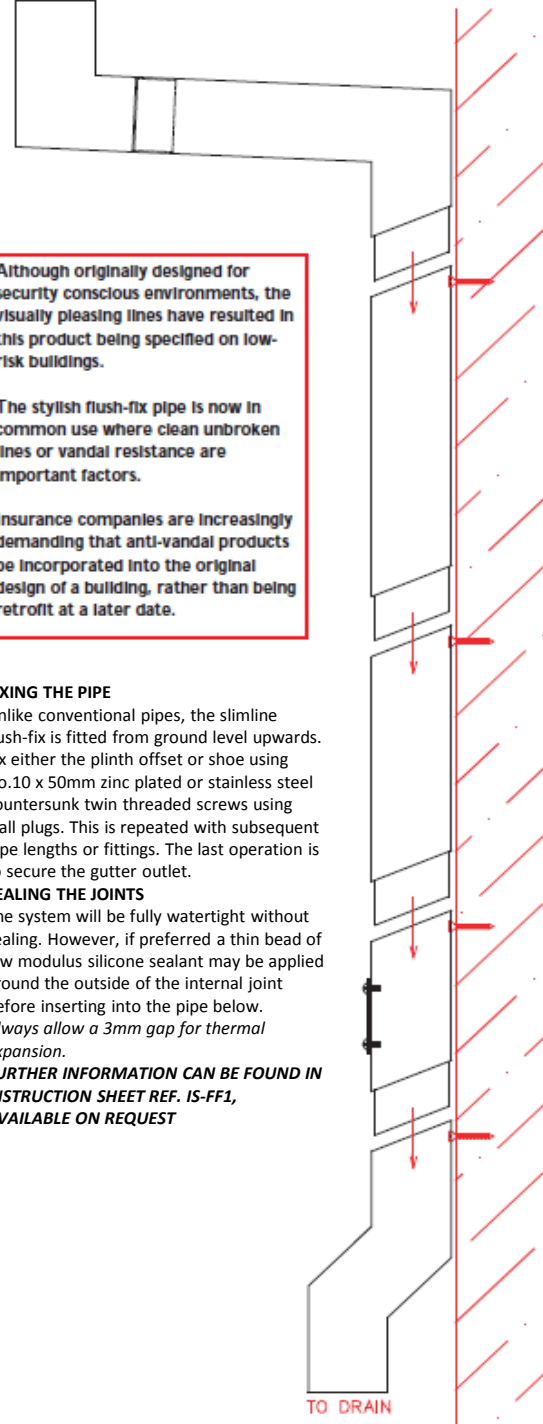 Although originally designed for
security conscious environments, the
visually pleasing lines have resulted in
this product being specified on low-
risk buildings.
The stylish flush-fix pipe is now in
common use where clean unbroken
lines or vandal resistance are
important factors.
Insurance companies are increasingly
demanding that anti-vandal products
be incorporated into the original
design of a building, rather than being
retrofit at a later date.
XING THE PIPE
nlike conventional pipes, the slimline
ush-fix is fitted from ground level upwards.
x either the plinth offset or shoe using
o.10 x 50mm zinc plated or stainless steel
ountersunk twin threaded screws using
all plugs. This is repeated with subsequent
ipe lengths or fittings. The last operation is
o secure the gutter outlet.
EALING THE JOINTS
he system will be fully watertight without
ealing. However, if preferred a thin bead of
w modulus silicone sealant may be applied
round the outside of the internal joint
efore inserting into the pipe below.
lways allow a 3mm gap for thermal
xpansion.
URTHER INFORMATION CAN BE FOUND IN
NSTRUCTION SHEET REF. IS-FF1,
VAILABLE ON REQUEST
TO DRAIN